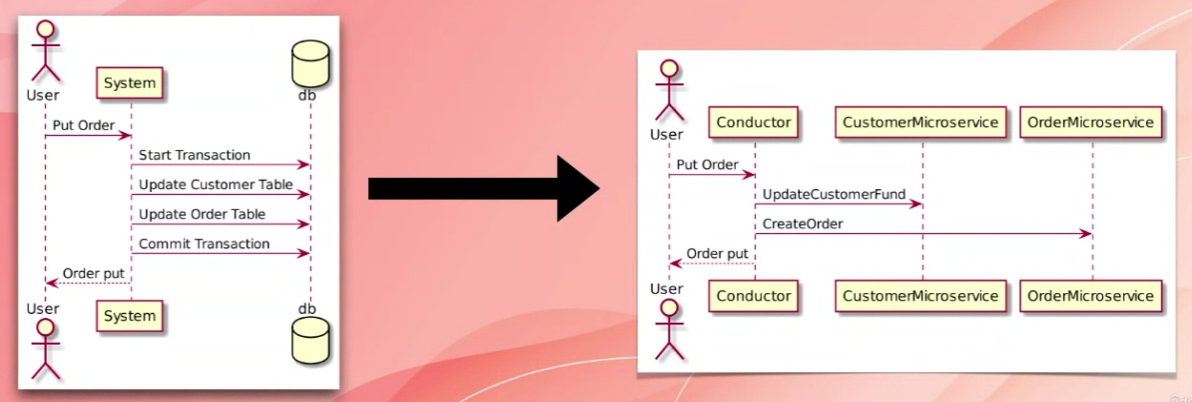 User
System
db
Put Order
Start Transaction
Update Customer Table
Update Order Table
Commit Transaction
Order put
User
System
db
User
Conductor
CustomerMicroservice
OrderMicroservice
Put Order
UpdateCustomerFund
CreateOrder
Order put
User
Conductor
CustomerMicroservice
OrderMicroservice